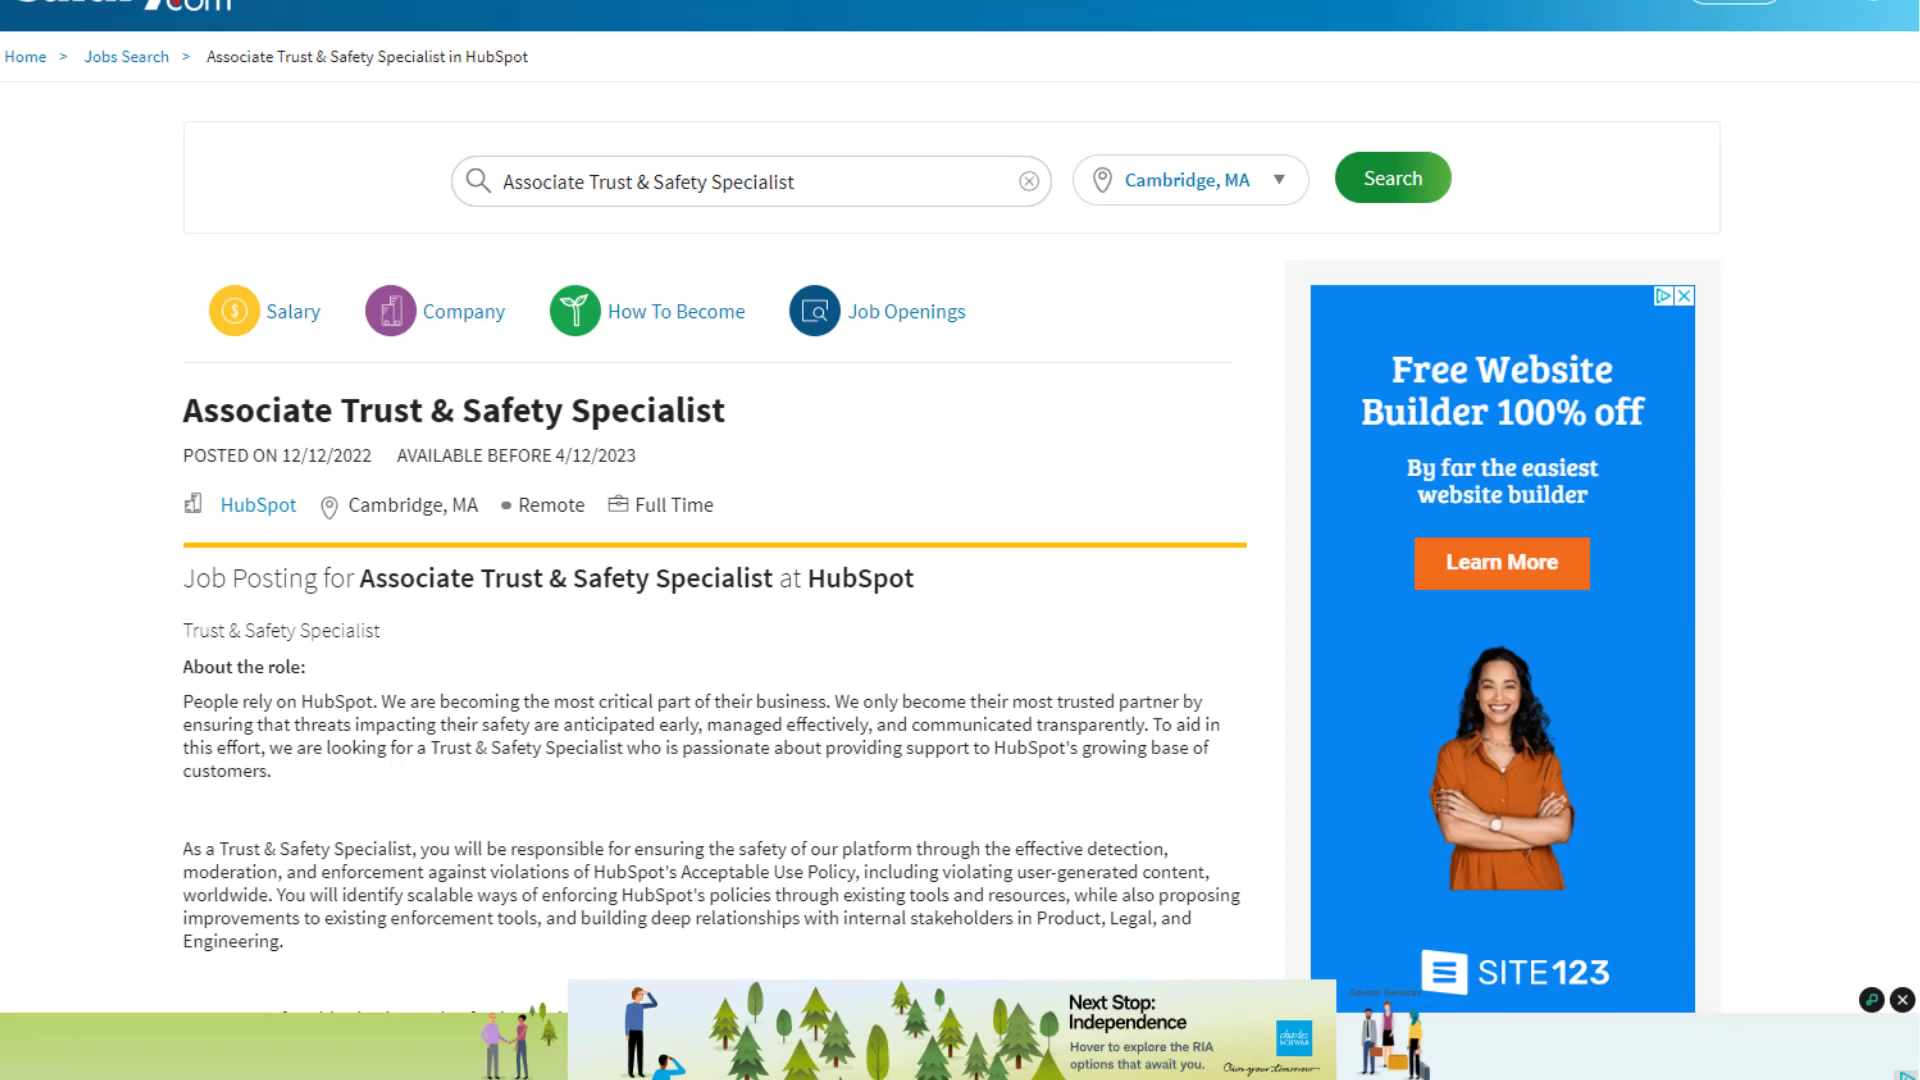 Home > Jobs Search > Associate Trust & Safety Specialist in HubSpot
Associate Trust & Safety Specialist
Cambridge, MA
Search
Salary
Company
How To Become
Job Openings
Associate Trust & Safety Specialist
POSTED ON 12/12/2022 AVAILABLE BEFORE 4/12/2023
HubSpot Cambridge, MA Remote Full Time
Job Posting for Associate Trust & Safety Specialist at HubSpot
Trust & Safety Specialist
About the role:
People rely on HubSpot. We are becoming the most critical part of their business. We only become their most trusted partner by
ensuring that threats impacting their safety are anticipated early, managed effectively, and communicated transparently. To aid in
this effort, we are looking for a Trust & Safety Specialist who is passionate about providing support to HubSpot's growing base of
customers.
As a Trust & Safety Specialist, you will be responsible for ensuring the safety of our platform through the effective detection,
moderation, and enforcement against violations of HubSpot's Acceptable Use Policy, including violating user-generated content,
worldwide. You will identify scalable ways of enforcing HubSpot's policies through existing tools and resources, while also proposing
improvements to existing enforcement tools, and building deep relationships with internal stakeholders in Product, Legal, and
Engineering.
Free Website
Builder 100% off
By far the easiest
website builder
Learn More
SITE123
Next Stop:
Independence
Hover to explore the RIA
options that await you.
charles
SCHWAB
Own your tomorrow
Advisor Services